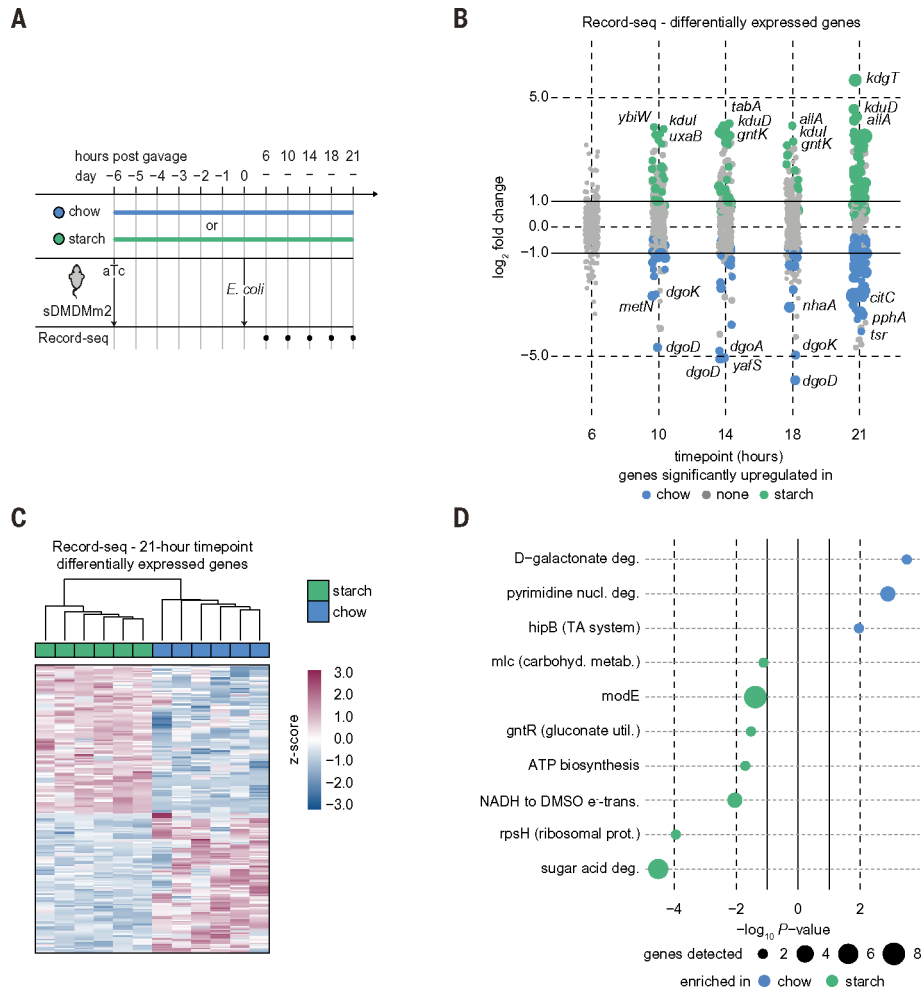 A
hours post gavage
6 10 14 18 21
day −6 −5 −4 −3 −2 −1 0 – – – – –
chow
or
starch
aTc
E. coli
sDMDMm2
Record-seq
B
Record-seq - differentially expressed genes
kdgT
5.0
kduD
aliA
ybiW
kduI
uxaB
tabA
kduD
gntK
aliA
kduI
gntK
1.0
0.0
−1.0
log2 fold change
metN
dgoK
nhaA
citC
pphA
tsr
dgoD
dgoA
dgoK
−5.0
dgoD
yafS
dgoD
6 10 14 18 21
timepoint (hours)
genes significantly upregulated in
chow none starch
C
Record-seq - 21-hour timepoint
differentially expressed genes
starch
chow
3.0
2.0
1.0
0.0
−1.0
−2.0
−3.0
z-score
D
D-galactonate deg.
pyrimidine nucl. deg.
hipB (TA system)
mlc (carbohyd. metab.)
modE
gntR (gluconate util.)
ATP biosynthesis
NADH to DMSO e⁻-trans.
rpsH (ribosomal prot.)
sugar acid deg.
−4 −2 0 2
−log10 P−value
genes detected 2 4 6 8
enriched in chow starch